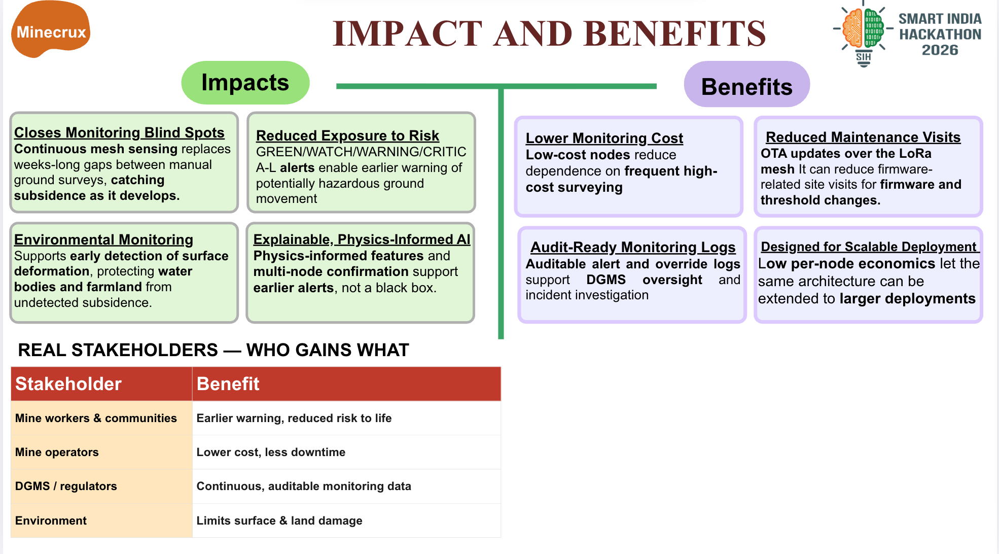 Minecrux
IMPACT AND BENEFITS
SIH
SMART INDIA
HACKATHON
2026
Impacts
Benefits
Closes Monitoring Blind Spots
Continuous mesh sensing replaces
weeks-long gaps between manual
ground surveys, catching
subsidence as it develops.
Reduced Exposure to Risk
GREEN/WATCH/WARNING/CRITIC
A-L alerts enable earlier warning of
potentially hazardous ground
movement
Environmental Monitoring
Supports early detection of surface
deformation, protecting water
bodies and farmland from
undetected subsidence.
Explainable, Physics-Informed AI
Physics-informed features and
multi-node confirmation support
earlier alerts, not a black box.
Lower Monitoring Cost
Low-cost nodes reduce
dependence on frequent high-
cost surveying
Reduced Maintenance Visits
OTA updates over the LoRa
mesh It can reduce firmware-
related site visits for firmware and
threshold changes.
Audit-Ready Monitoring Logs
Auditable alert and override logs
support DGMS oversight and
incident investigation
Designed for Scalable Deployment
Low per-node economics let the
same architecture can be
extended to larger deployments
REAL STAKEHOLDERS — WHO GAINS WHAT
Stakeholder Benefit
Mine workers & communities Earlier warning, reduced risk to life
Mine operators Lower cost, less downtime
DGMS / regulators Continuous, auditable monitoring data
Environment Limits surface & land damage